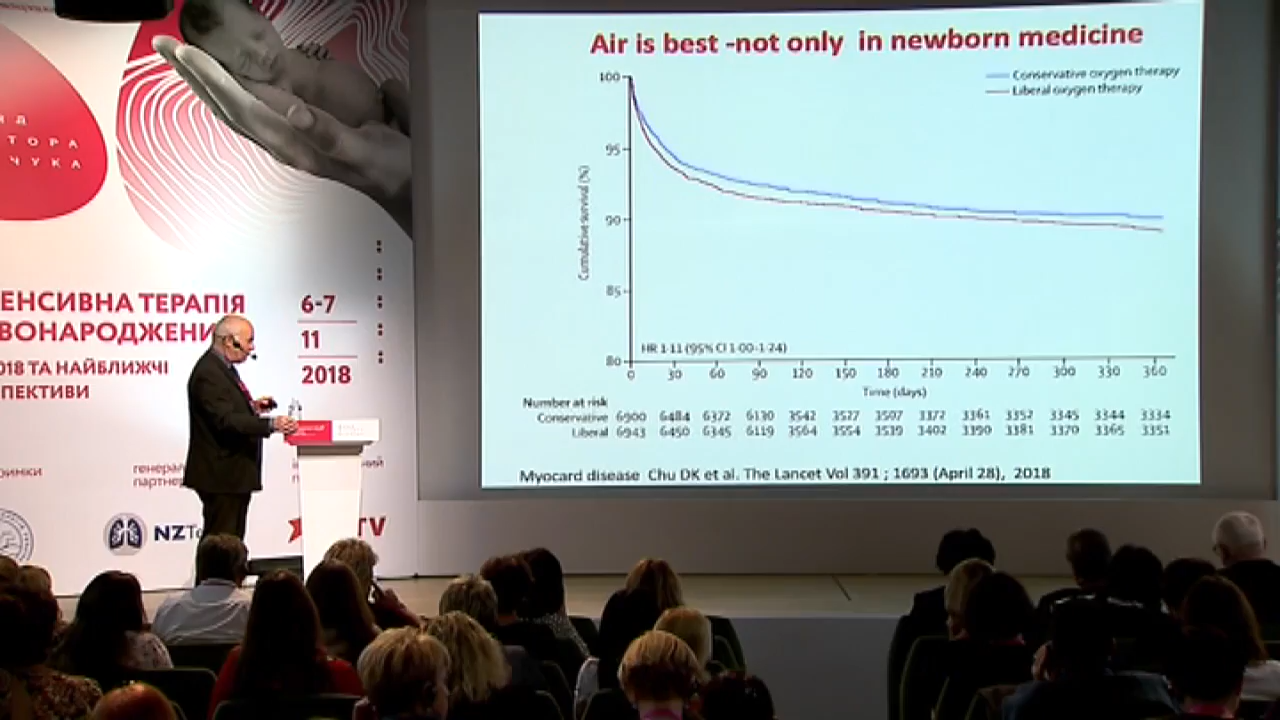 Air is best -not only in newborn medicine
Conservative oxygen therapy
Liberal oxygen therapy
Cumulative survival (%)
100
95
90
85
80
HR 1·11 (95% CI 1·00-1·24)
0 30 60 90 120 150 180 210 240 270 300 330 360
Time (days)
Number at risk
Conservative 6900 6484 6372 6130 3542 3527 3507 3372 3361 3352 3345 3344 3334
Liberal 6943 6450 6345 6119 3564 3554 3539 3402 3390 3381 3370 3365 3351
Myocard disease Chu DK et al. The Lancet Vol 391 ; 1693 (April 28), 2018
ТОРА
ЧУКА
ЕНСИВНА ТЕРАПІЯ
ВОНАРОДЖЕНИ
018 ТА НАЙБЛИЖЧІ
ПЕКТИВИ
6-7
11
2018
генерал
партнер
NZTe
TV